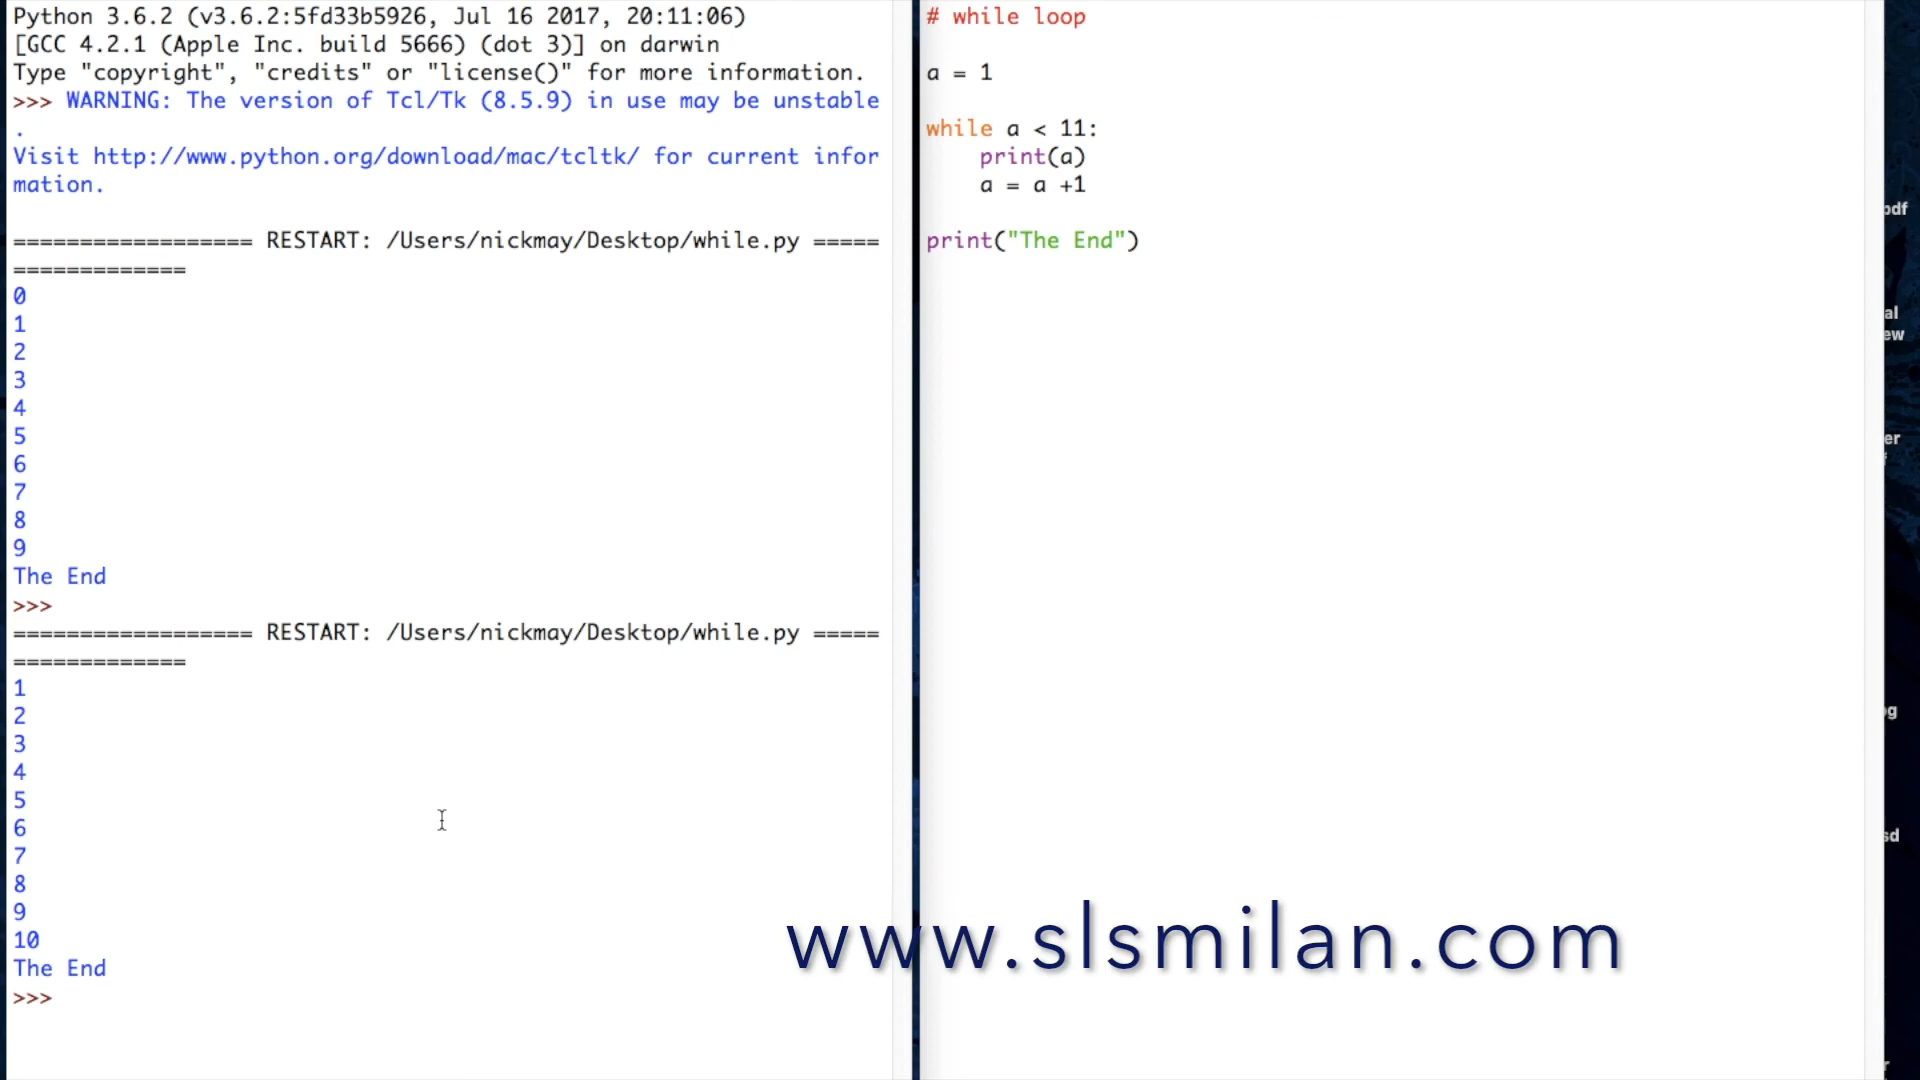 Python 3.6.2 (v3.6.2:5fd33b5926, Jul 16 2017, 20:11:06)
[GCC 4.2.1 (Apple Inc. build 5666) (dot 3)] on darwin
Type "copyright", "credits" or "license()" for more information.
>>> WARNING: The version of Tcl/Tk (8.5.9) in use may be unstable
.
Visit http://www.python.org/download/mac/tcltk/ for current infor
mation.
================== RESTART: /Users/nickmay/Desktop/while.py =====
=============
0
1
2
3
4
5
6
7
8
9
The End
>>>
================== RESTART: /Users/nickmay/Desktop/while.py =====
=============
1
2
3
4
5
6
7
8
9
10
The End
>>>
# while loop
a = 1
while a < 11:
    print(a)
    a = a +1
print("The End")
www.slsmilan.com